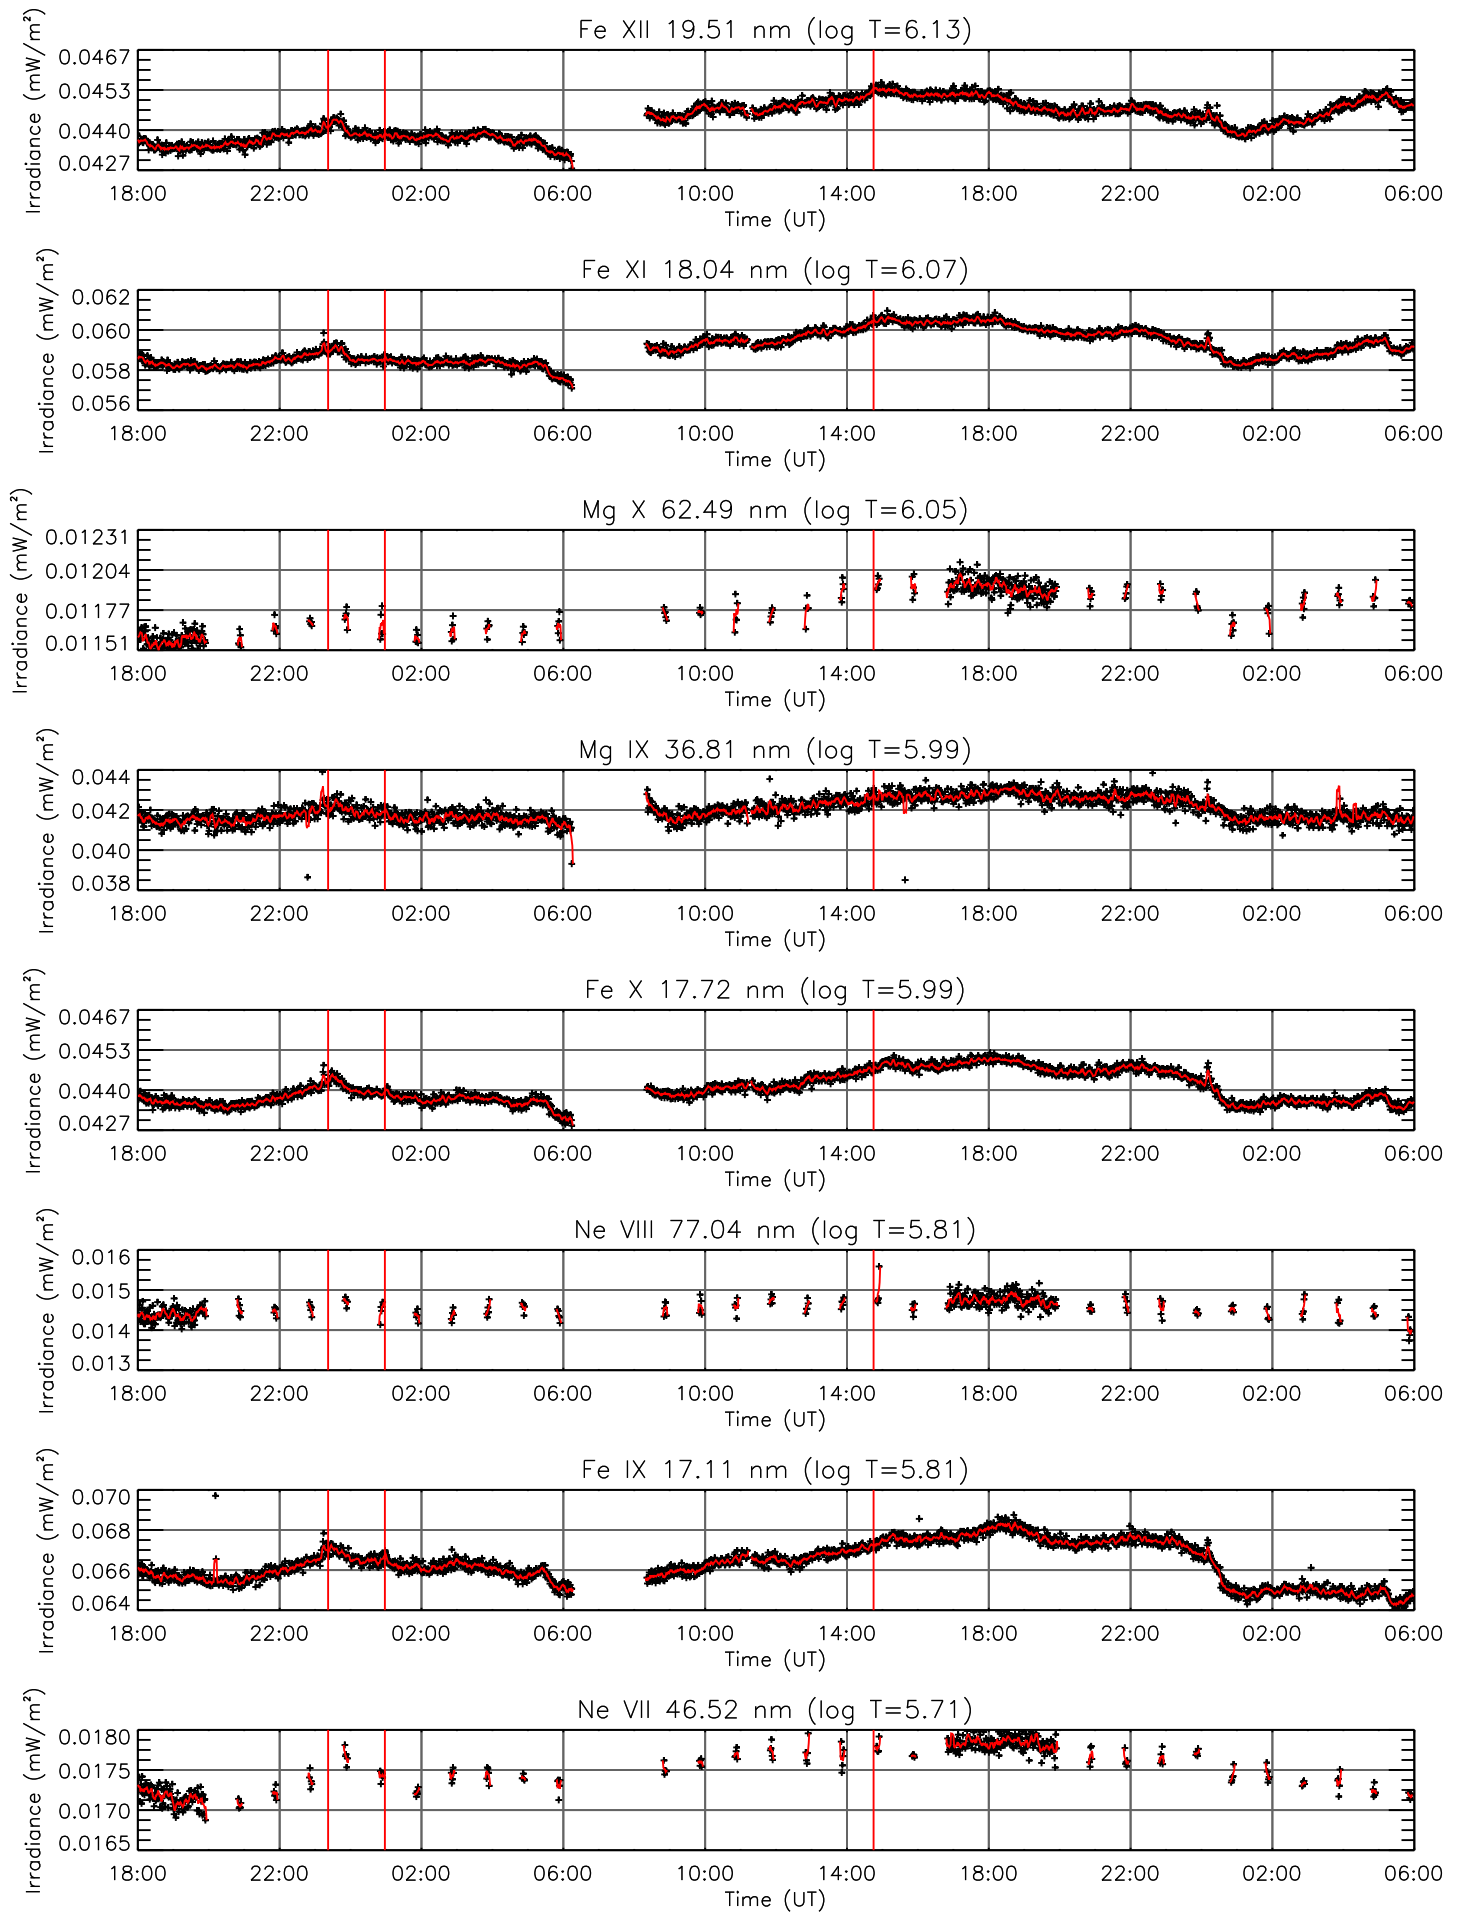 Fe XII 19.51 nm (log T=6.13)
Irradiance (mW/m²)
0.0467
0.0453
0.0440
0.0427
18:00 22:00 02:00 06:00 10:00 14:00 18:00 22:00 02:00 06:00
Time (UT)
Fe XI 18.04 nm (log T=6.07)
Irradiance (mW/m²)
0.062
0.060
0.058
0.056
18:00 22:00 02:00 06:00 10:00 14:00 18:00 22:00 02:00 06:00
Time (UT)
Mg X 62.49 nm (log T=6.05)
Irradiance (mW/m²)
0.01231
0.01204
0.01177
0.01151
18:00 22:00 02:00 06:00 10:00 14:00 18:00 22:00 02:00 06:00
Time (UT)
Mg IX 36.81 nm (log T=5.99)
Irradiance (mW/m²)
0.044
0.042
0.040
0.038
18:00 22:00 02:00 06:00 10:00 14:00 18:00 22:00 02:00 06:00
Time (UT)
Fe X 17.72 nm (log T=5.99)
Irradiance (mW/m²)
0.0467
0.0453
0.0440
0.0427
18:00 22:00 02:00 06:00 10:00 14:00 18:00 22:00 02:00 06:00
Time (UT)
Ne VIII 77.04 nm (log T=5.81)
Irradiance (mW/m²)
0.016
0.015
0.014
0.013
18:00 22:00 02:00 06:00 10:00 14:00 18:00 22:00 02:00 06:00
Time (UT)
Fe IX 17.11 nm (log T=5.81)
Irradiance (mW/m²)
0.070
0.068
0.066
0.064
18:00 22:00 02:00 06:00 10:00 14:00 18:00 22:00 02:00 06:00
Time (UT)
Ne VII 46.52 nm (log T=5.71)
Irradiance (mW/m²)
0.0180
0.0175
0.0170
0.0165
18:00 22:00 02:00 06:00 10:00 14:00 18:00 22:00 02:00 06:00
Time (UT)